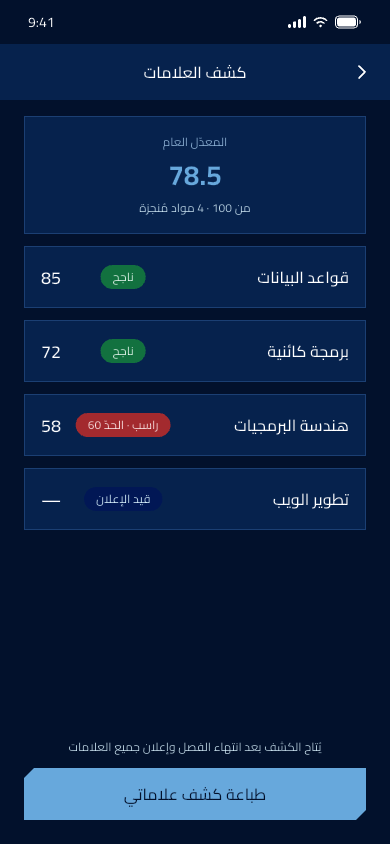 9:41
كشف العلامات
المعدّل العام
78.5
من 100 · 4 مواد مُنجزة
قواعد البيانات ناجح 85
برمجة كائنية ناجح 72
هندسة البرمجيات راسب · الحدّ 60 58
تطوير الويب قيد الإعلان —
يُتاح الكشف بعد انتهاء الفصل وإعلان جميع العلامات
طباعة كشف علاماتي